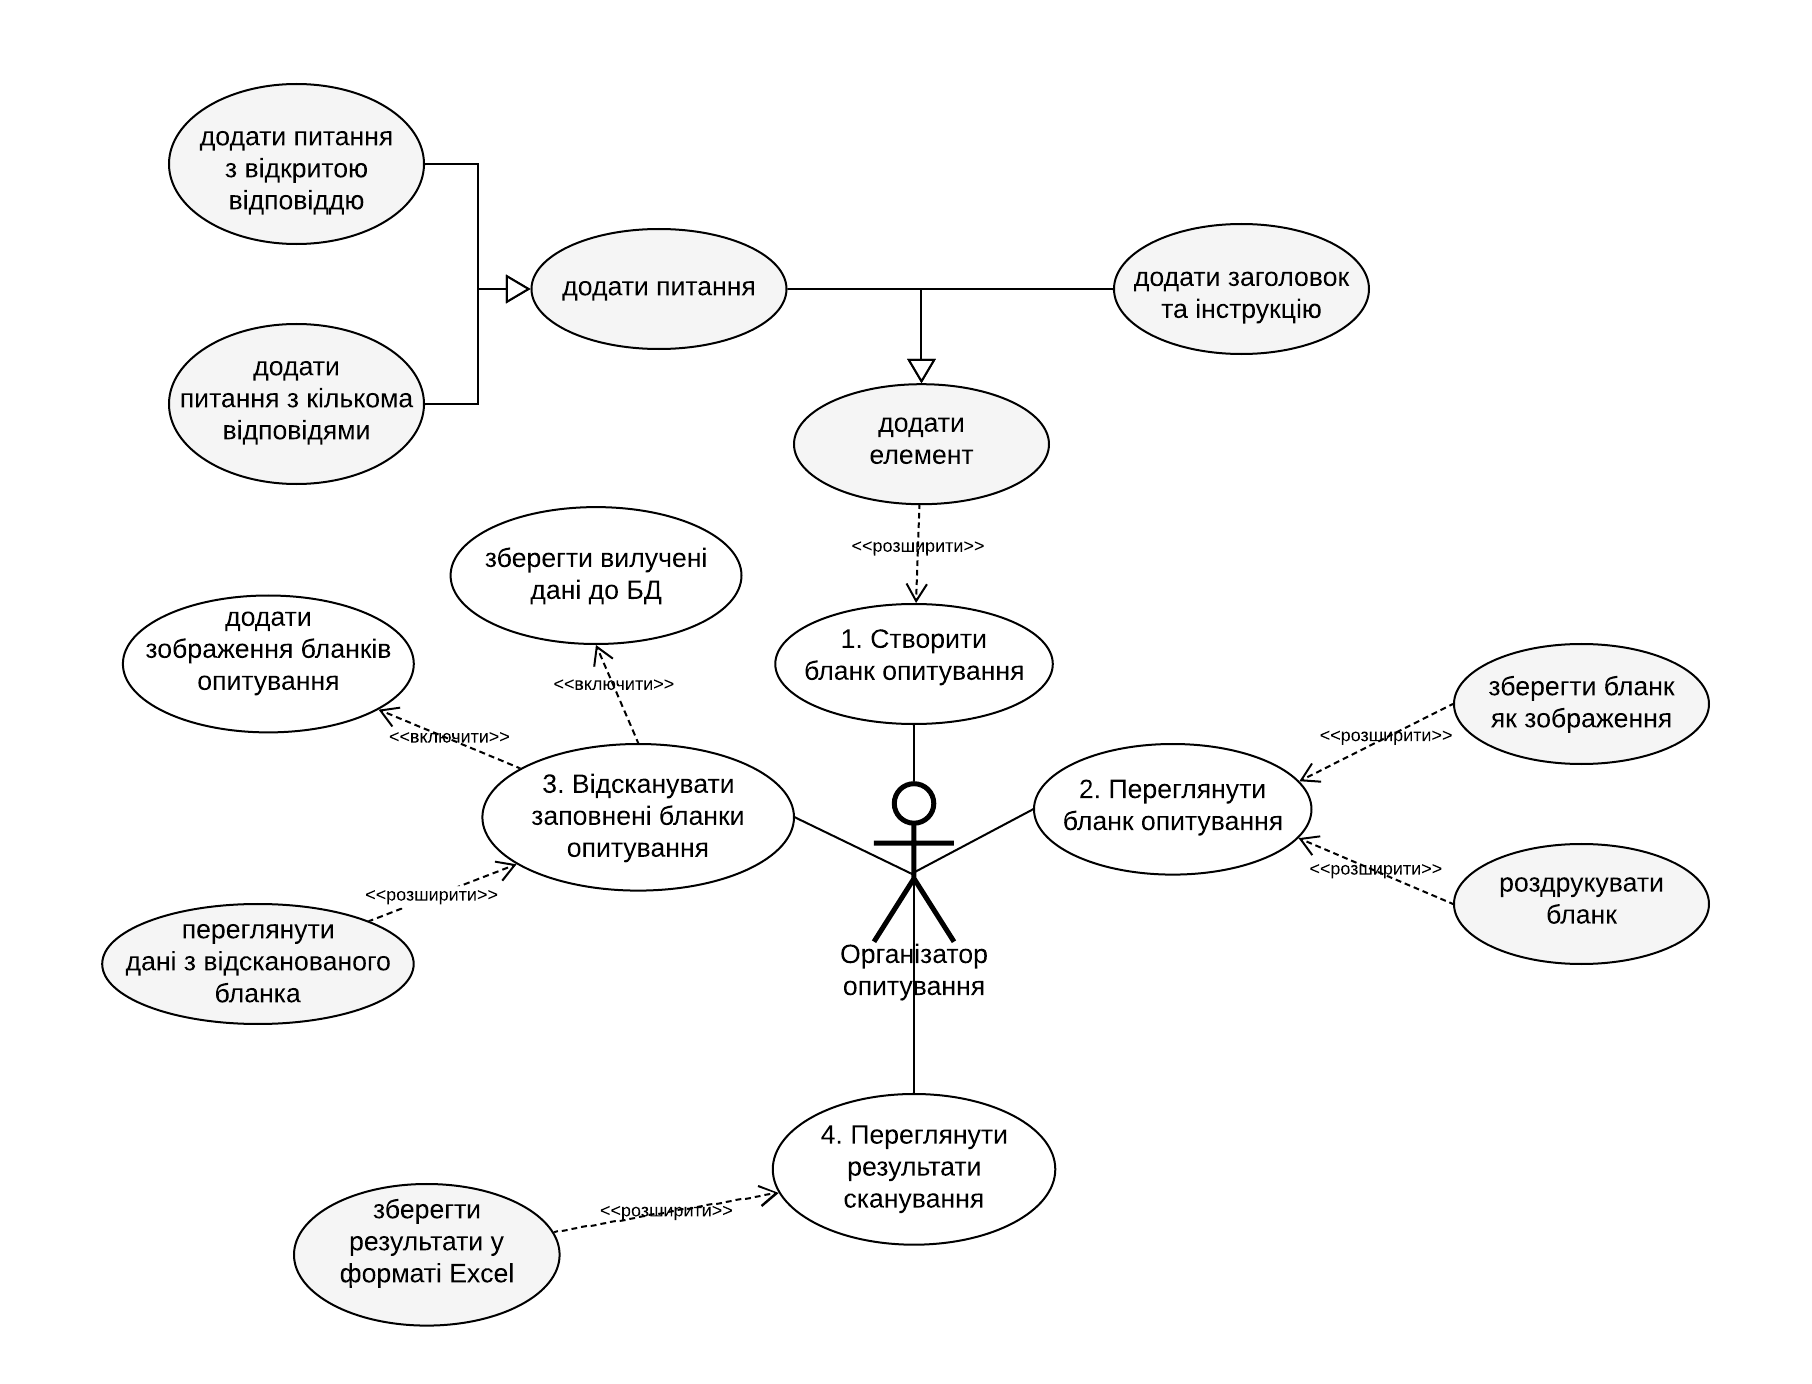 додати питання
з відкритою
відповіддю
додати питання
додати заголовок
та інструкцію
додати
питання з кількома
відповідями
додати
елемент
<<розширити>>
зберегти вилучені
дані до БД
додати
зображення бланків
опитування
1. Створити
бланк опитування
<<включити>>
<<включити>>
зберегти бланк
як зображення
<<розширити>>
3. Відсканувати
заповнені бланки
опитування
2. Переглянути
бланк опитування
<<розширити>>
роздрукувати
бланк
<<розширити>>
переглянути
дані з відсканованого
бланка
Організатор
опитування
4. Переглянути
результати
сканування
<<розширити>>
зберегти
результати у
форматі Excel